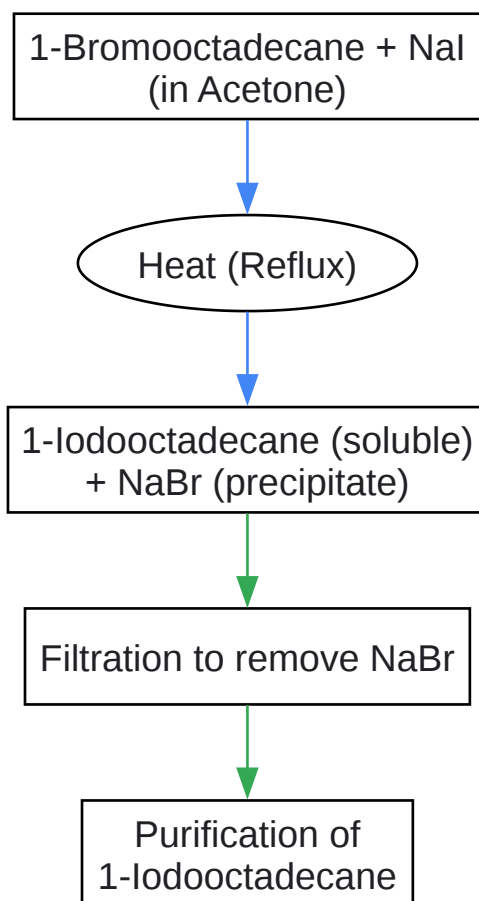 1-Bromooctadecane + NaI
(in Acetone)
Heat (Reflux)
1-Iodooctadecane (soluble)
+ NaBr (precipitate)
Filtration to remove NaBr
Purification of
1-Iodooctadecane